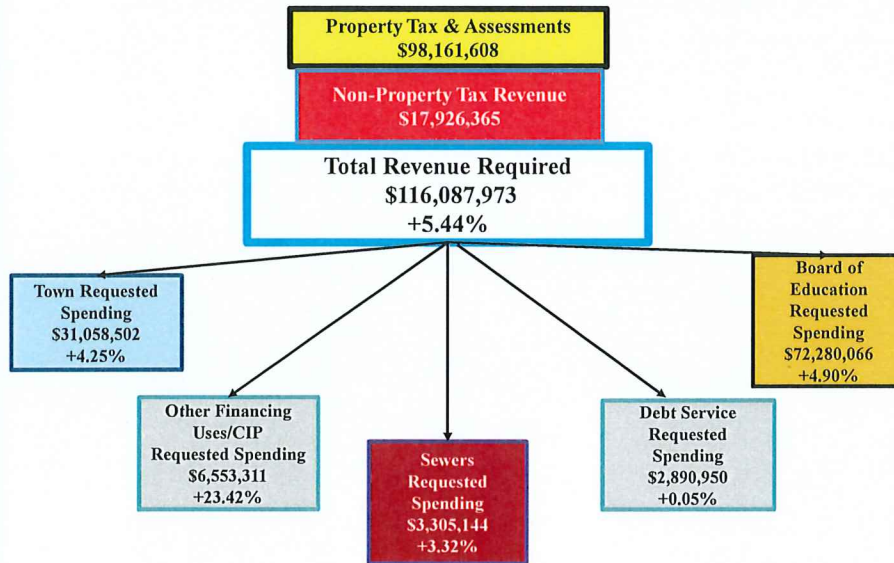 Property Tax & Assessments
$98,161,608
Non-Property Tax Revenue
$17,926,365
Total Revenue Required
$116,087,973
+5.44%
Town Requested
Spending
$31,058,502
+4.25%
Other Financing
Uses/CIP
Requested Spending
$6,553,311
+23.42%
Sewers
Requested
Spending
$3,305,144
+3.32%
Debt Service
Requested
Spending
$2,890,950
+0.05%
Board of
Education
Requested
Spending
$72,280,066
+4.90%